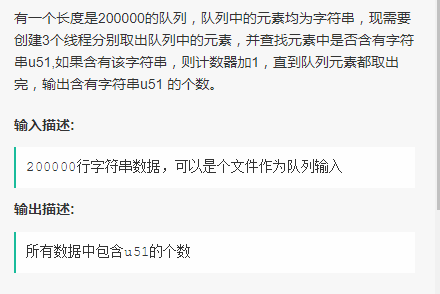 有一个长度是200000的队列，队列中的元素均为字符串，现需要
创建3个线程分别取出队列中的元素，并查找元素中是否含有字符
串u51,如果含有该字符串，则计数器加1，直到队列元素都取出
完，输出含有字符串u51 的个数。
输入描述:
200000行字符串数据，可以是个文件作为队列输入
输出描述:
所有数据中包含u51的个数